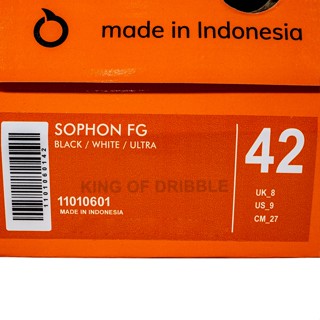 made in Indonesia
SOPHON FG
BLACK / WHITE / ULTRA
42
KING OF DRIBBLE
11010601
MADE IN INDONESIA
UK_8
US_9
CM_27
1101060142